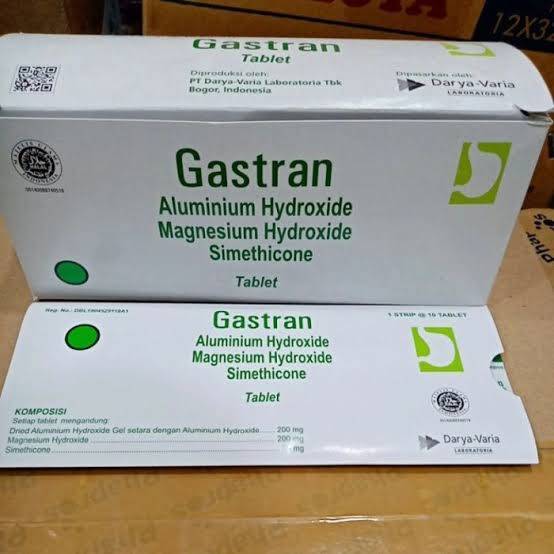 12X32
Gastran
Tablet
Diproduksi oleh:
PT Darya-Varia Laboratoria Tbk
Bogor, Indonesia
Dipasarkan oleh:
Darya-Varia
LABORATORIA
Gastran
Aluminium Hydroxide
Magnesium Hydroxide
Simethicone
Tablet
INDONESIA
Phar
Gastran
Aluminium Hydroxide
Magnesium Hydroxide
Simethicone
Tablet
1 STRIP @ 10 TABLET
KOMPOSISI
Setiap tablet mengandung:
Dried Aluminium Hydroxide Gel setara dengan Aluminium Hydroxide...... 200 mg
Magnesium Hydroxide ...... 200 mg
Simethicone...... mg
Darya-Varia
LABORATORIA